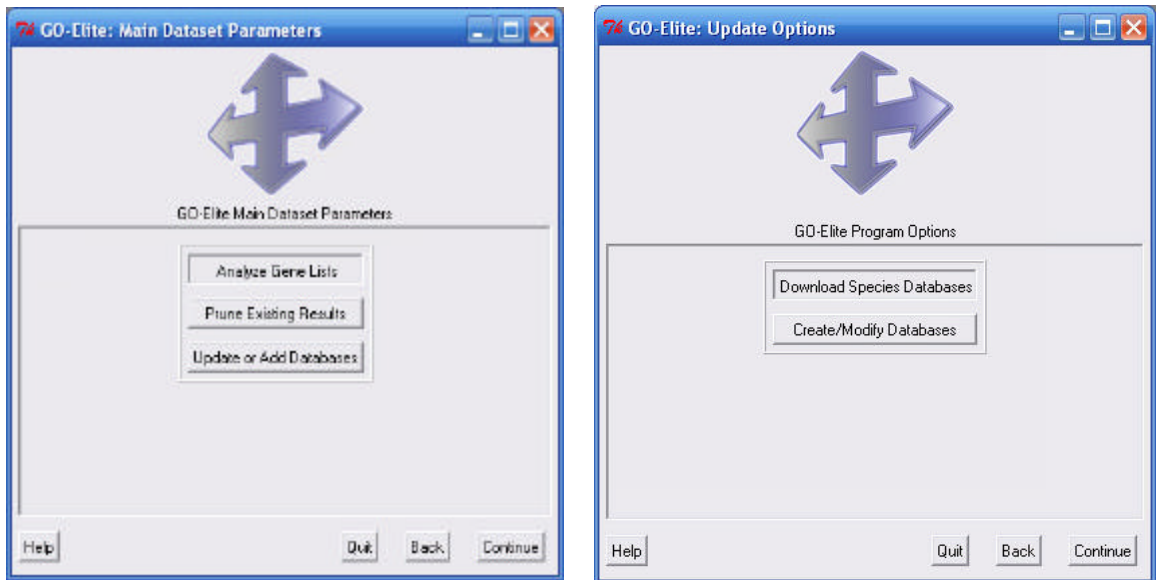 GO-Elite: Main Dataset Parameters
GO-Elite Main Dataset Parameters
Analyze Gene Lists
Prune Existing Results
Update or Add Databases
Help
Quit
Back
Continue
GO-Elite: Update Options
GO-Elite Program Options
Download Species Databases
Create/Modify Databases
Help
Quit
Back
Continue